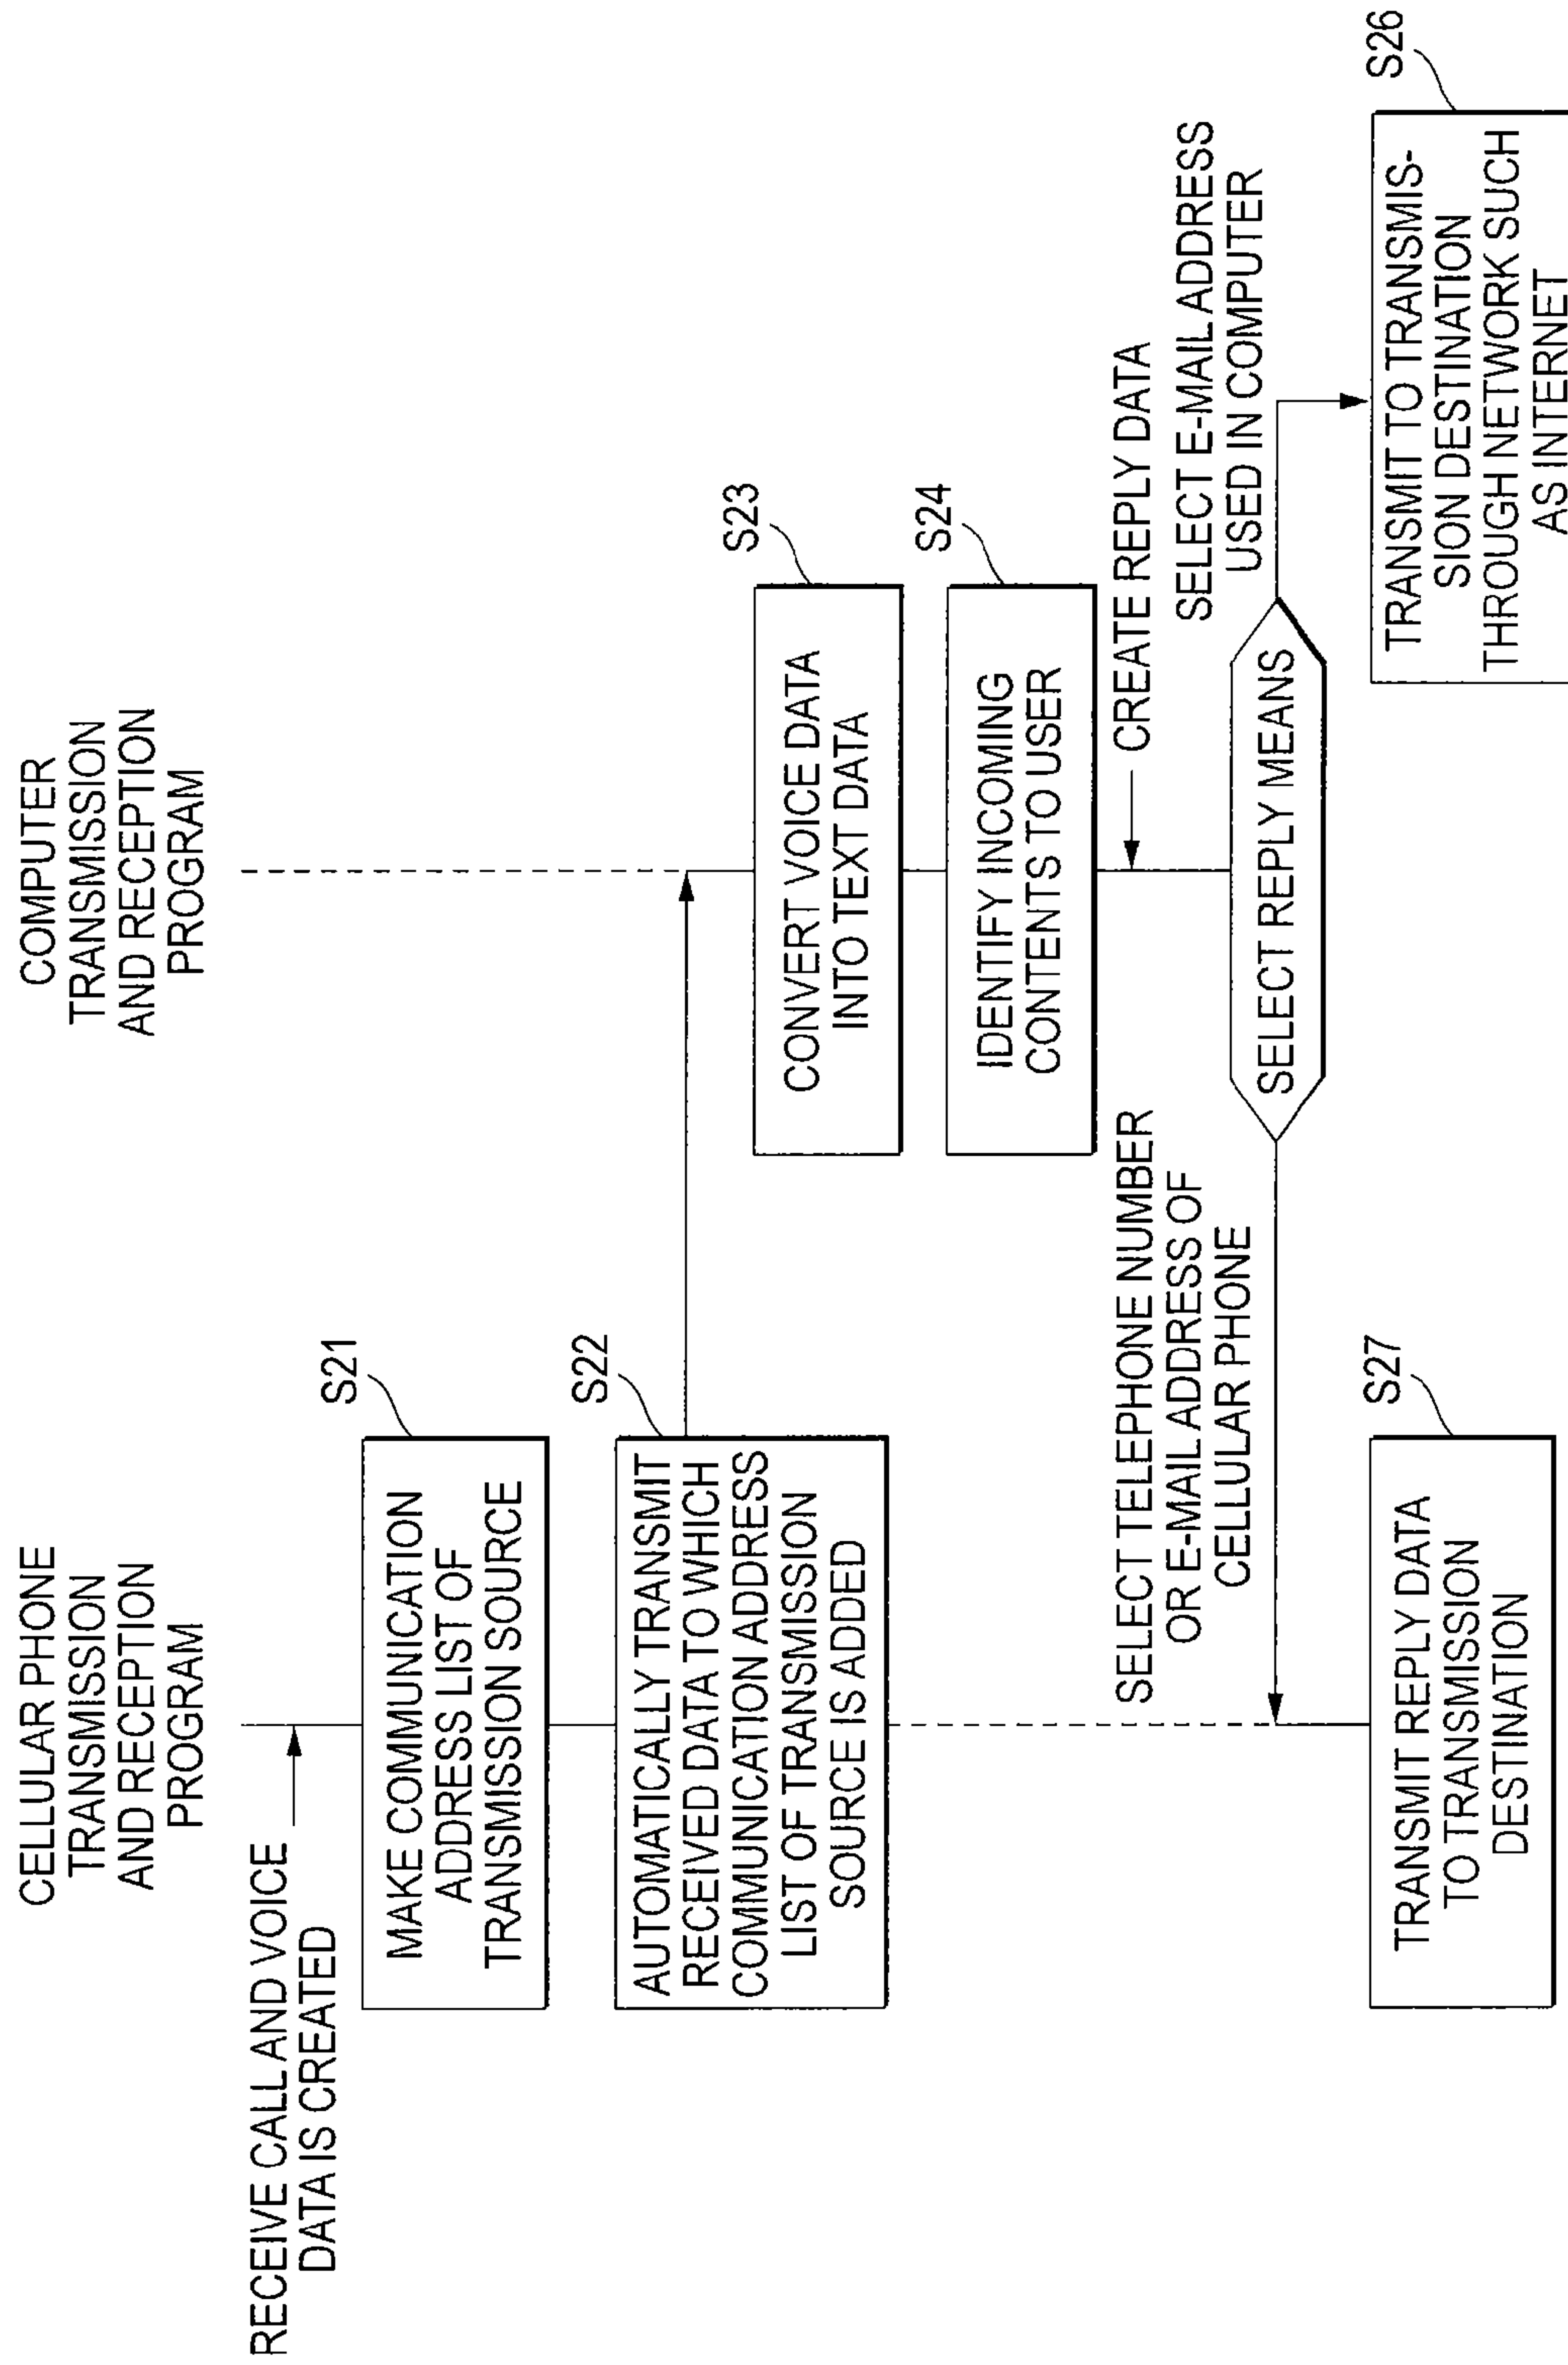 CELLULAR PHONE
TRANSMISSION
AND RECEPTION
PROGRAM
COMPUTER
TRANSMISSION
AND RECEPTION
PROGRAM
RECEIVE CALL AND VOICE
DATA IS CREATED
S21
MAKE COMMUNICATION
ADDRESS LIST OF
TRANSMISSION SOURCE
S22
AUTOMATICALLY TRANSMIT
RECEIVED DATA TO WHICH
COMMUNICATION ADDRESS
LIST OF TRANSMISSION
SOURCE IS ADDED
S23
CONVERT VOICE DATA
INTO TEXT DATA
S24
IDENTIFY INCOMING
CONTENTS TO USER
CREATE REPLY DATA
SELECT TELEPHONE NUMBER
OR E-MAIL ADDRESS OF
CELLULAR PHONE
SELECT REPLY MEANS
SELECT E-MAIL ADDRESS
USED IN COMPUTER
S27
TRANSMIT REPLY DATA
TO TRANSMISSION
DESTINATION
S26
TRANSMIT TO TRANSMIS-
SION DESTINATION
THROUGH NETWORK SUCH
AS INTERNET